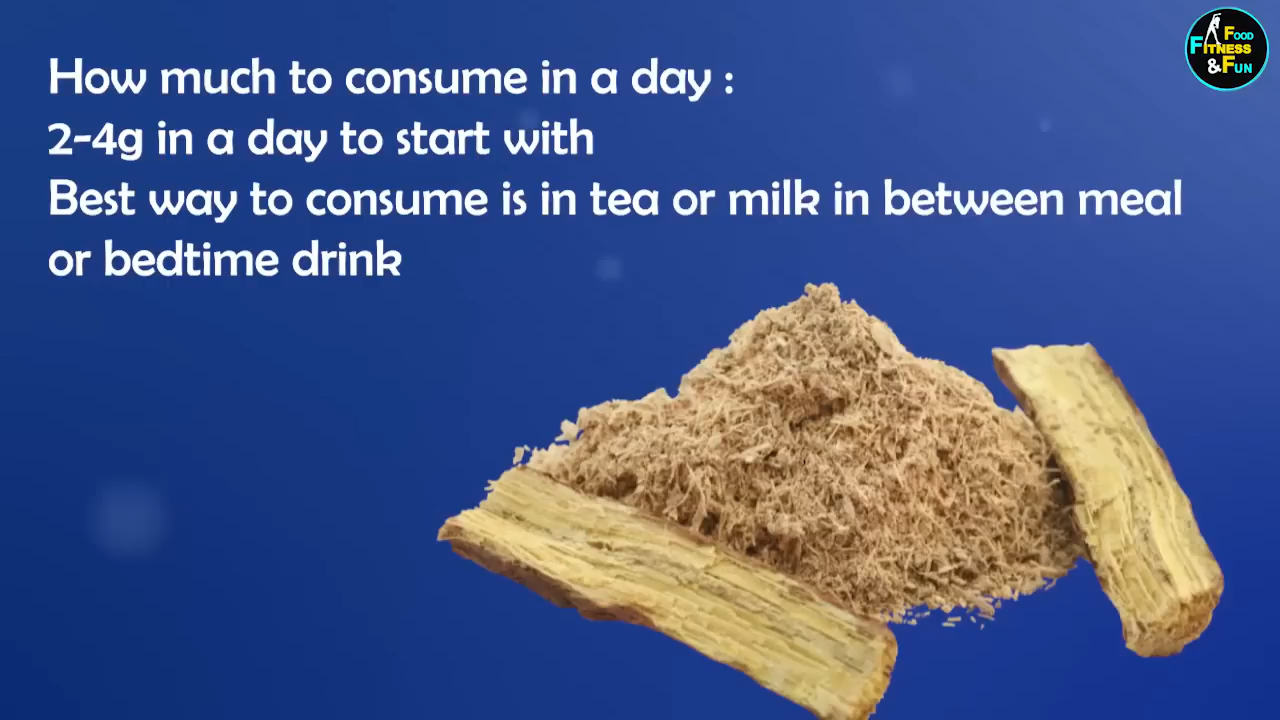 How much to consume in a day :
2-4g in a day to start with
Best way to consume is in tea or milk in between meal
or bedtime drink
FOOD
FITNESS
&FUN